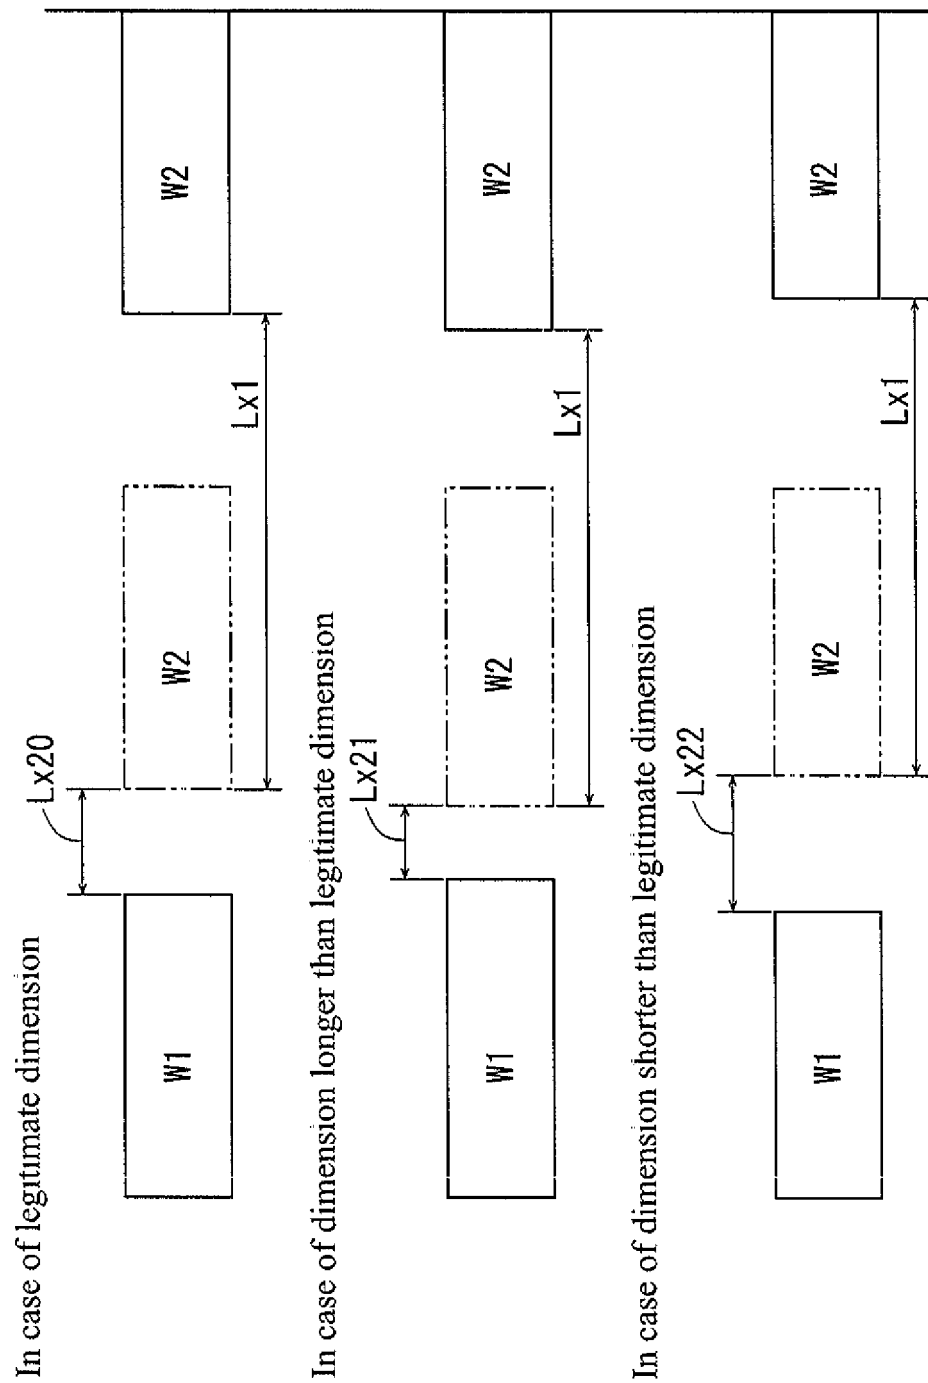 In case of legitimate dimension
Lx20
W1
W2
W2
Lx1
In case of dimension longer than legitimate dimension
Lx21
W1
W2
W2
Lx1
In case of dimension shorter than legitimate dimension
Lx22
W1
W2
W2
Lx1